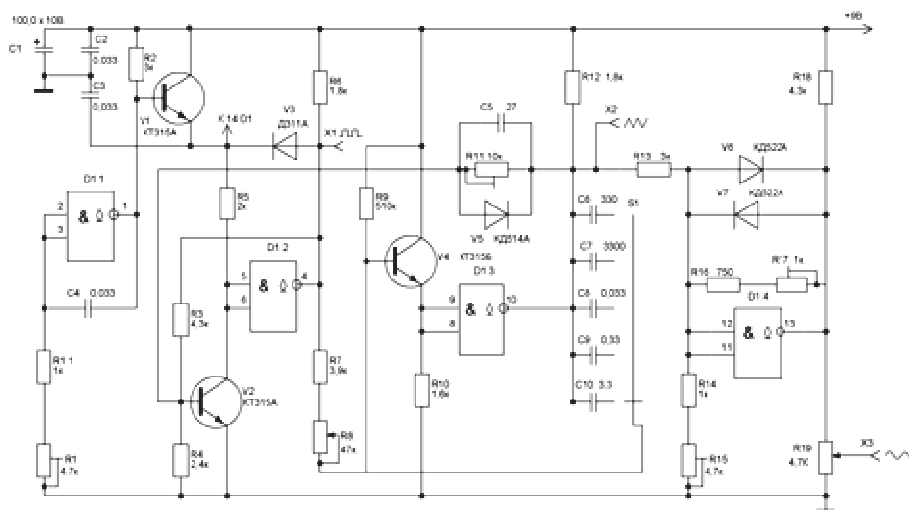 100,0 x 10В
+9В
C1
+
C2
0,033
C3
0,033
R2
3к
V1
КТ315А
К 14 D1
V3
Д311А
R6
1,8к
X1
R5
2к
D1.1
2
3
&
1
C4
0,033
R1.1
1к
R1
4,7к
R3
4,3к
V2
КТ315А
R4
2,4к
D1.2
5
6
&
4
R7
3,9к
R8
47к
R9
510к
V4
КТ315Б
D1.3
9
8
&
10
R10
1,6к
C5
27
R11 10к
V5
КД514А
R12 1,8к
X2
R13
3к
C6
330
C7
3300
C8
0,033
C9
0,33
C10
3,3
S1
R18
4,3к
V6
КД522А
V7
КД522А
R16
750
R17
1к
D1.4
12
11
&
13
R14
1к
R15
4,7к
R19
4,7К
X3